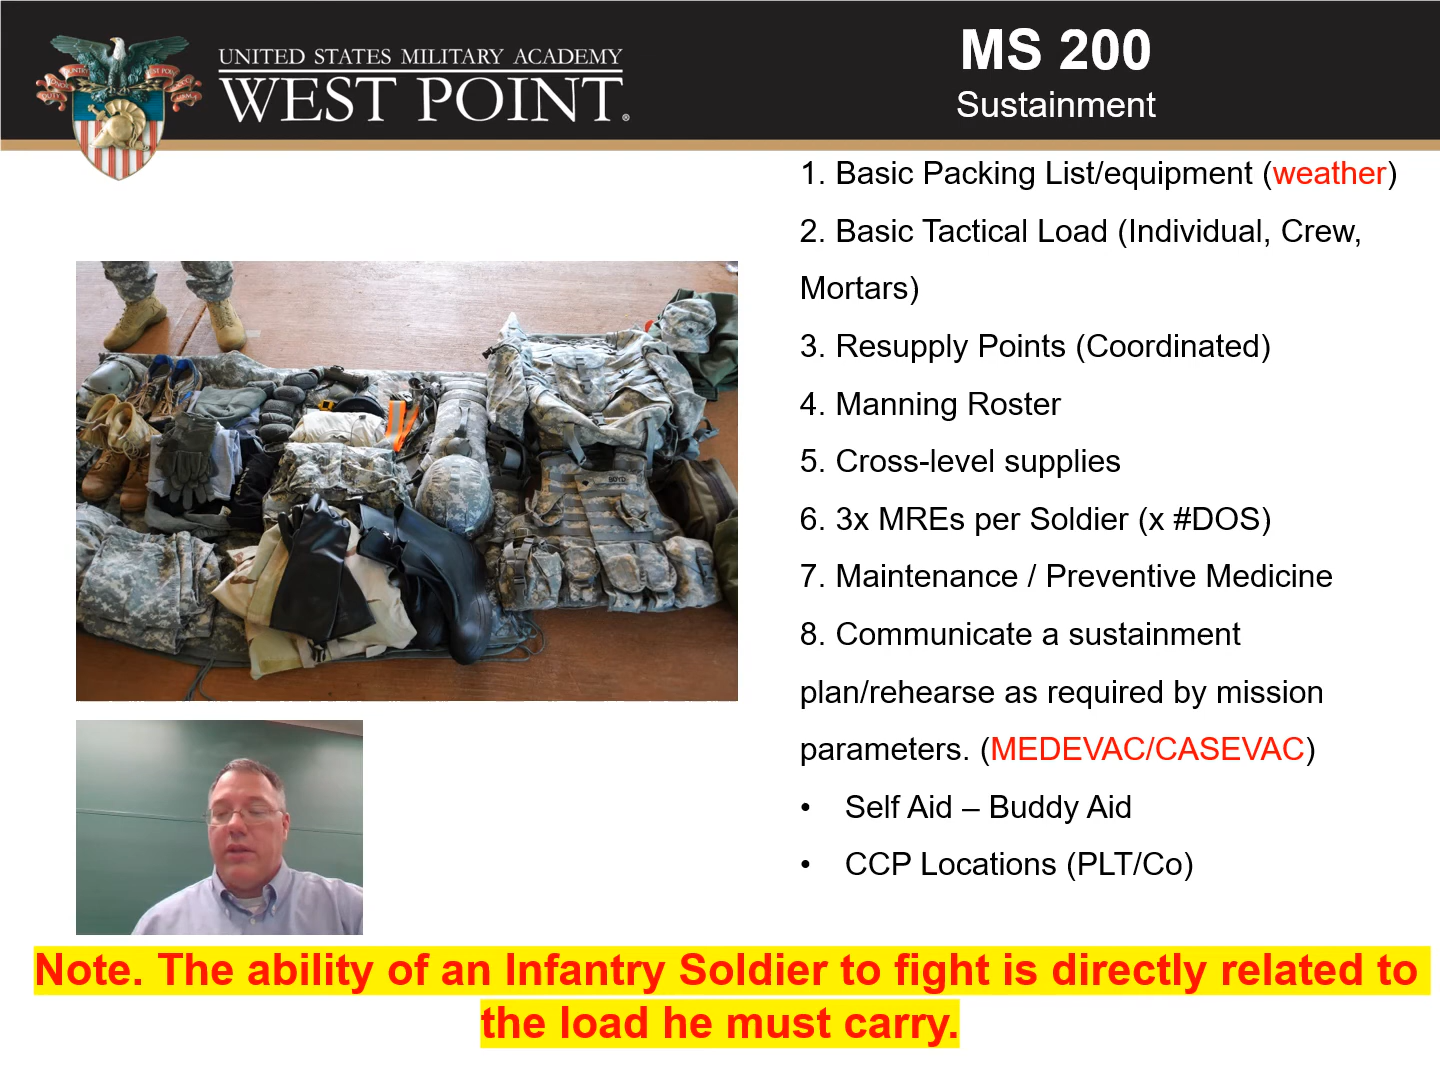 UNITED STATES MILITARY ACADEMY
WEST POINT.
MS 200
Sustainment
1. Basic Packing List/equipment (weather)
2. Basic Tactical Load (Individual, Crew,
Mortars)
3. Resupply Points (Coordinated)
4. Manning Roster
5. Cross-level supplies
6. 3x MREs per Soldier (x #DOS)
7. Maintenance / Preventive Medicine
8. Communicate a sustainment
plan/rehearse as required by mission
parameters. (MEDEVAC/CASEVAC)
• Self Aid – Buddy Aid
• CCP Locations (PLT/Co)
Note. The ability of an Infantry Soldier to fight is directly related to
the load he must carry.